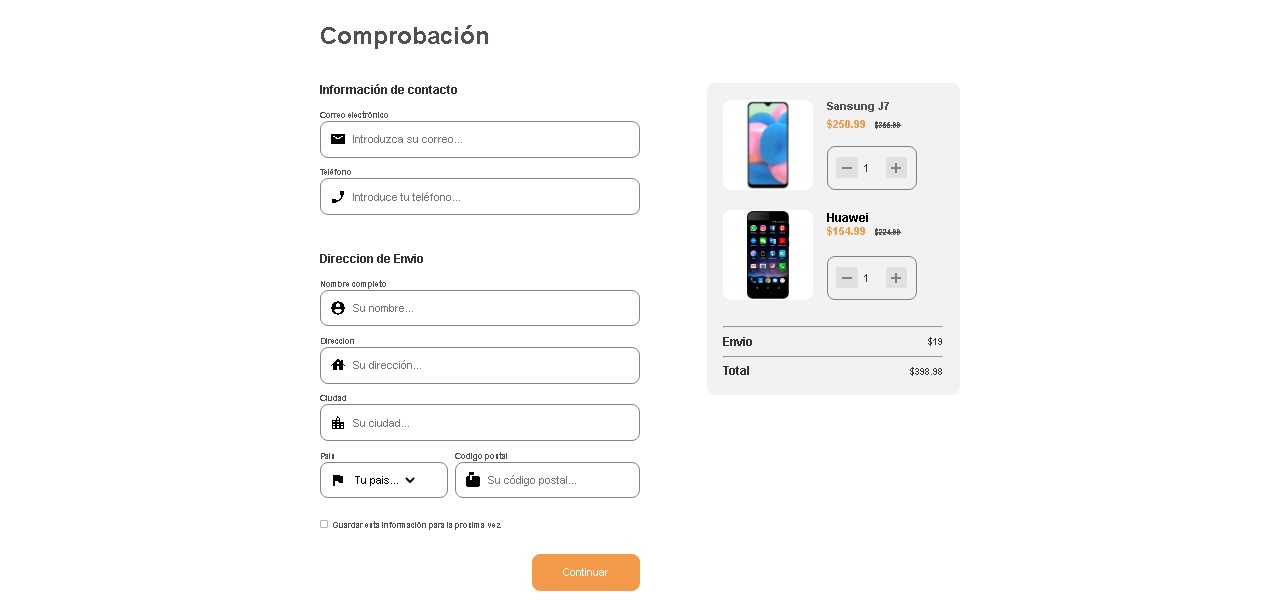 Comprobación
Información de contacto
Correo electrónico
Introduzca su correo...
Teléfono
Introduce tu teléfono...
Direccion de Envio
Nombre completo
Su nombre...
Direccion
Su dirección...
Ciudad
Su ciudad...
Pais
Codigo postal
Tu pais...
Su código postal...
Guardar esta información para la proxima vez
Continuar
Sansung J7
$250.99
1
Huawei
$154.99 $224.99
1
Envio $19
Total $398.98